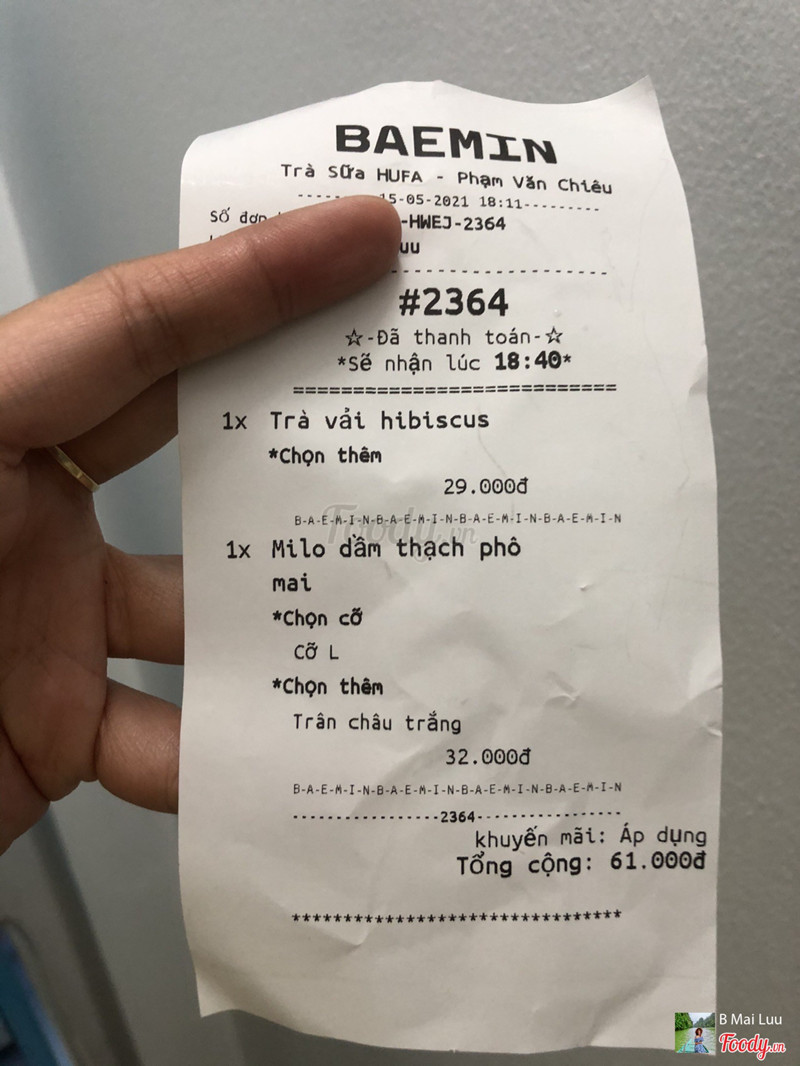 BAEMIN
Trà Sữa HUFA - Phạm Văn Chiêu
--------15-05-2021 18:11---------
Số đơn -HWEJ-2364
#2364
☆-Đã thanh toán-☆
*Sẽ nhận lúc 18:40*
===========================
1x Trà vải hibiscus
*Chọn thêm
29.000đ
B-A-E-M-I-N-B-A-E-M-I-N-B-A-E-M-I-N-B-A-E-M-I-N
Foody.vn
1x Milo dầm thạch phô
mai
*Chọn cỡ
Cỡ L
*Chọn thêm
Trân châu trắng
32.000đ
B-A-E-M-I-N-B-A-E-M-I-N-B-A-E-M-I-N-B-A-E-M-I-N
-----------------2364-----------------
khuyến mãi: Áp dụng
Tổng cộng: 61.000đ
********************************
B Mai Luu
Foody.vn